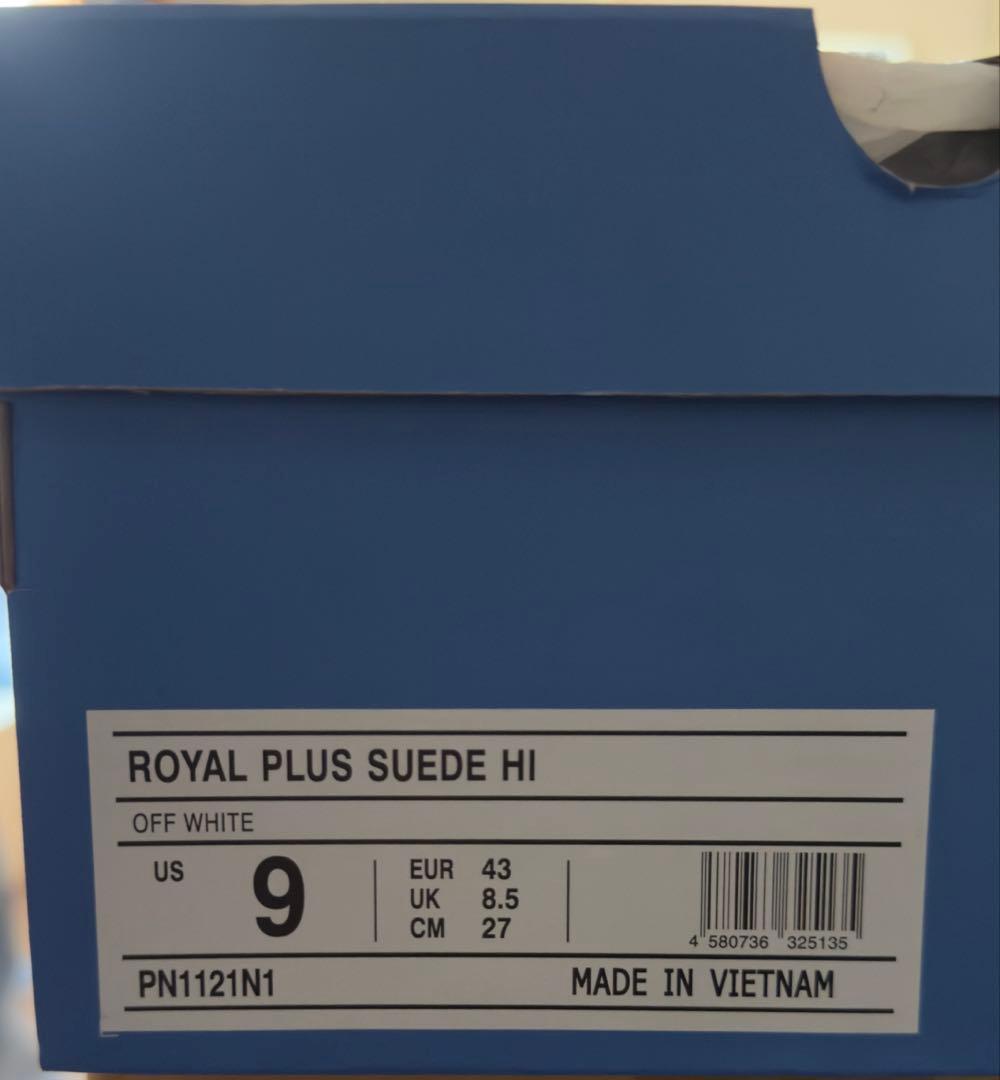 ROYAL PLUS SUEDE HI
OFF WHITE
US 9
EUR 43
UK 8.5
CM 27
4 580736 325135
PN1121N1 MADE IN VIETNAM